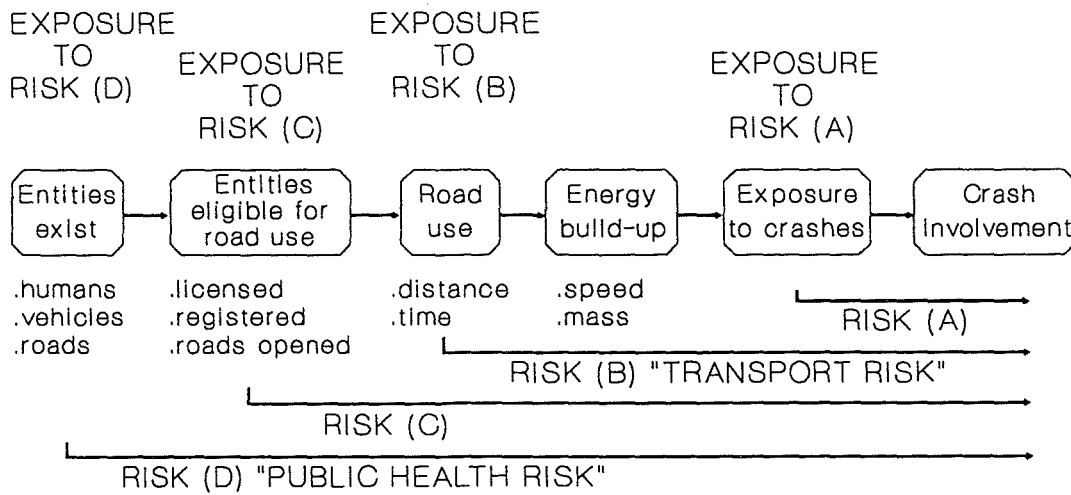 EXPOSURE
TO
RISK (D)
EXPOSURE
TO
RISK (C)
EXPOSURE
TO
RISK (B)
EXPOSURE
TO
RISK (A)
Entities
exist
Entities
eligible for
road use
Road
use
Energy
build-up
Exposure
to crashes
Crash
involvement
.humans
.vehicles
.roads
.licensed
.registered
.roads opened
.distance
.time
.speed
.mass
RISK (A)
RISK (B) "TRANSPORT RISK"
RISK (C)
RISK (D) "PUBLIC HEALTH RISK"